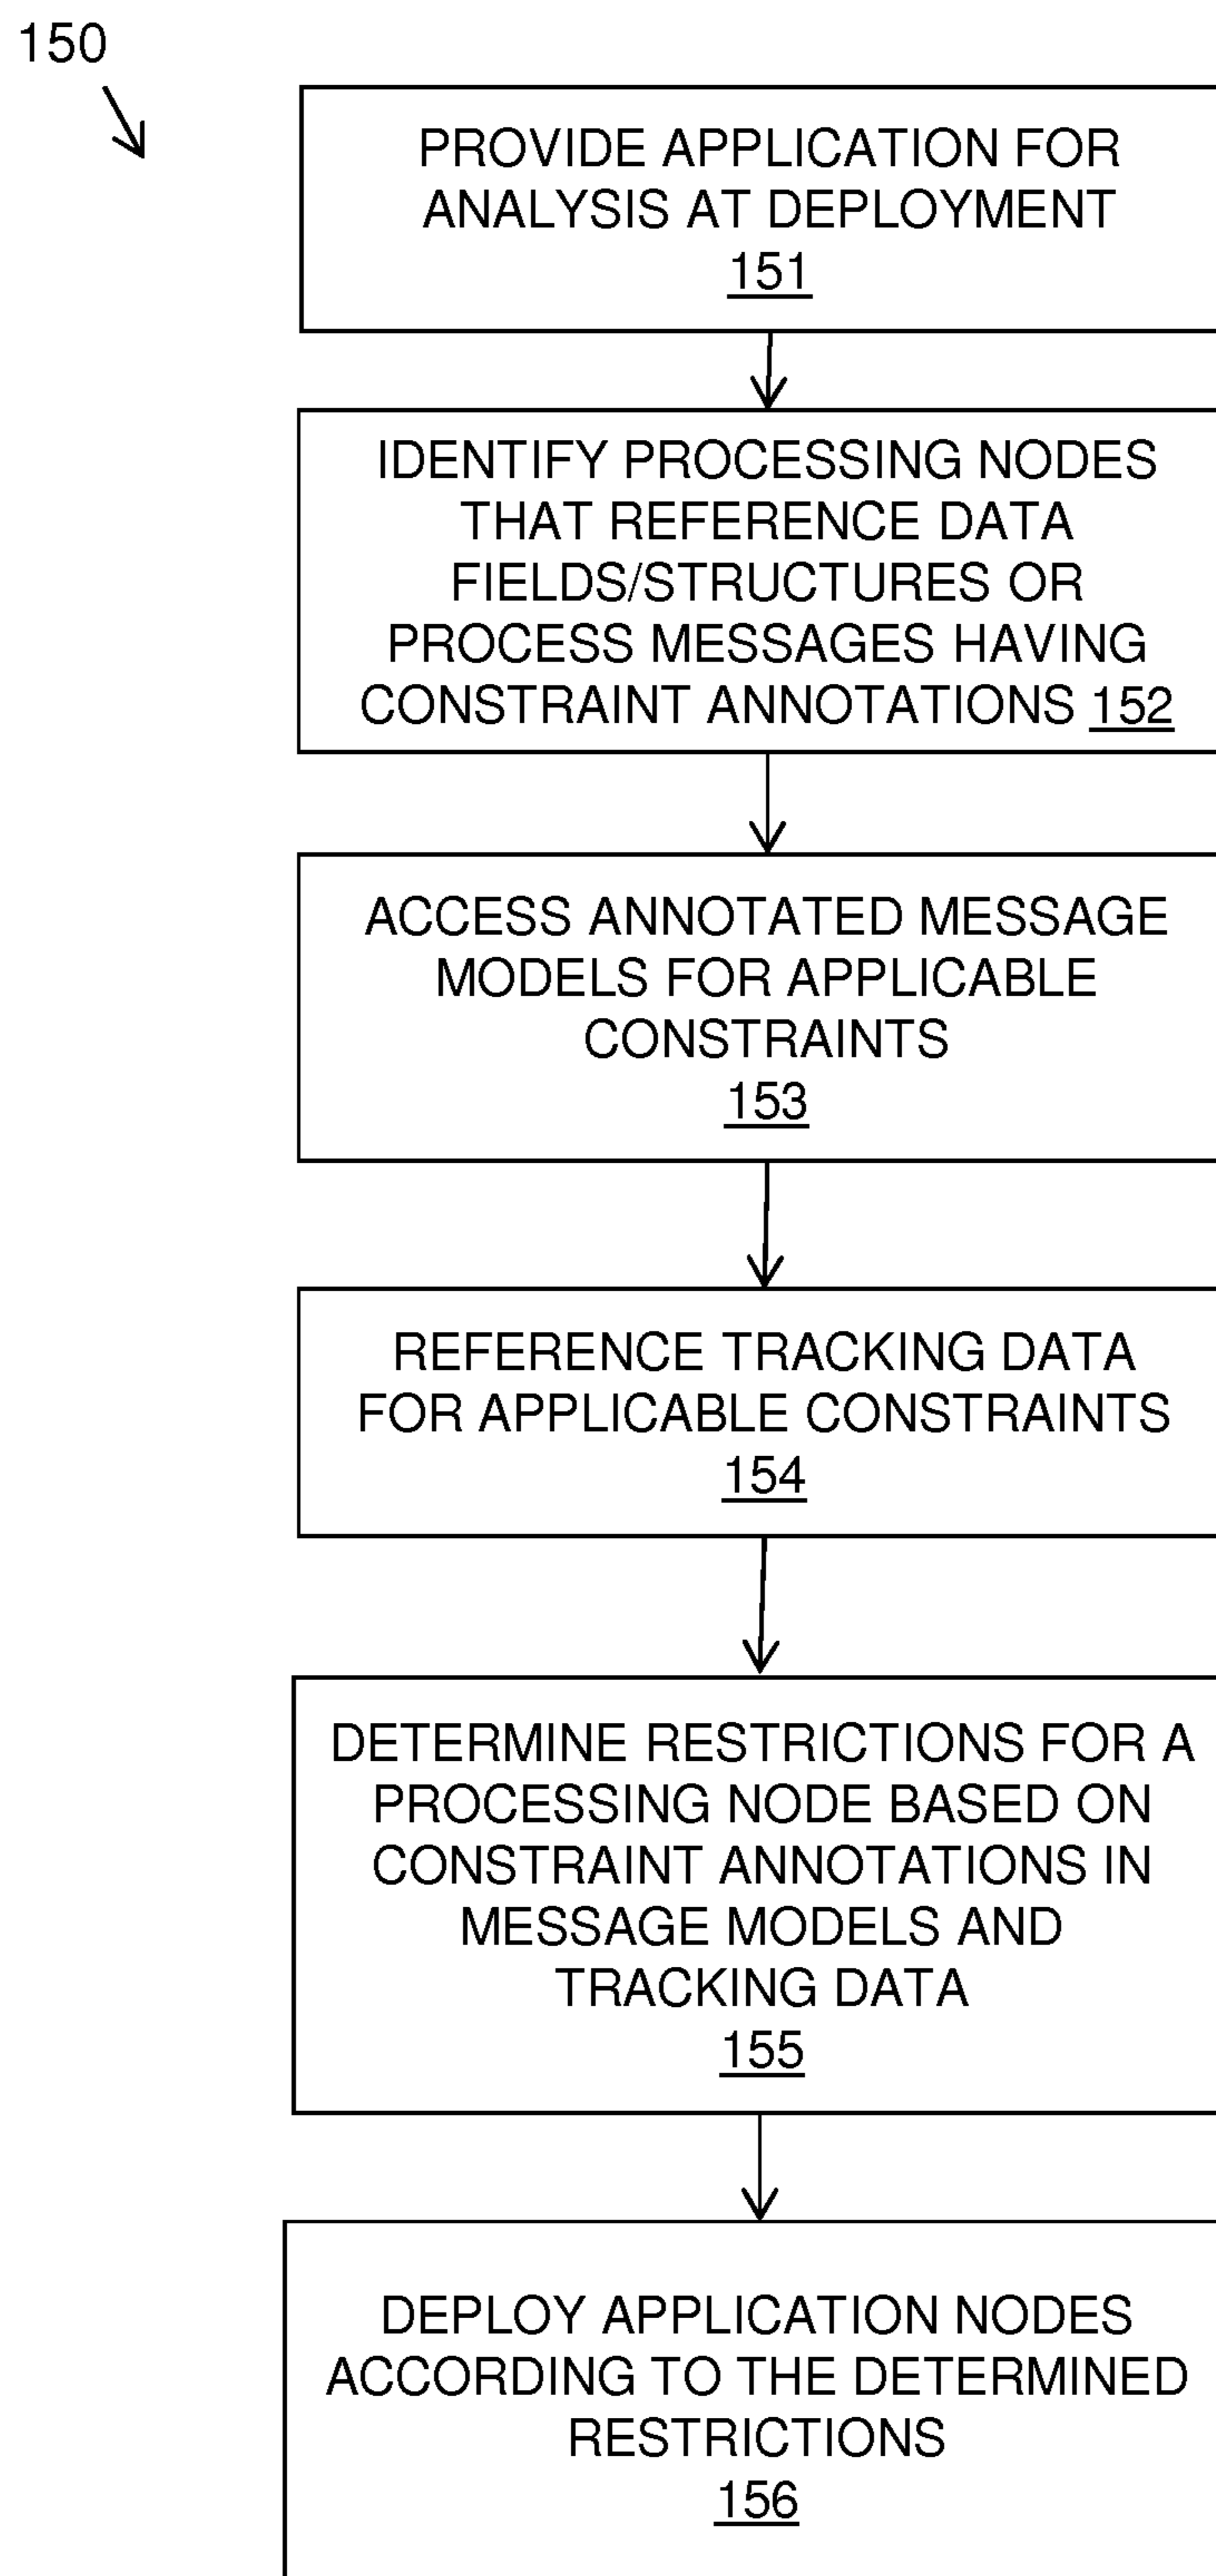 150
PROVIDE APPLICATION FOR
ANALYSIS AT DEPLOYMENT
151
IDENTIFY PROCESSING NODES
THAT REFERENCE DATA
FIELDS/STRUCTURES OR
PROCESS MESSAGES HAVING
CONSTRAINT ANNOTATIONS 152
ACCESS ANNOTATED MESSAGE
MODELS FOR APPLICABLE
CONSTRAINTS
153
REFERENCE TRACKING DATA
FOR APPLICABLE CONSTRAINTS
154
DETERMINE RESTRICTIONS FOR A
PROCESSING NODE BASED ON
CONSTRAINT ANNOTATIONS IN
MESSAGE MODELS AND
TRACKING DATA
155
DEPLOY APPLICATION NODES
ACCORDING TO THE DETERMINED
RESTRICTIONS
156